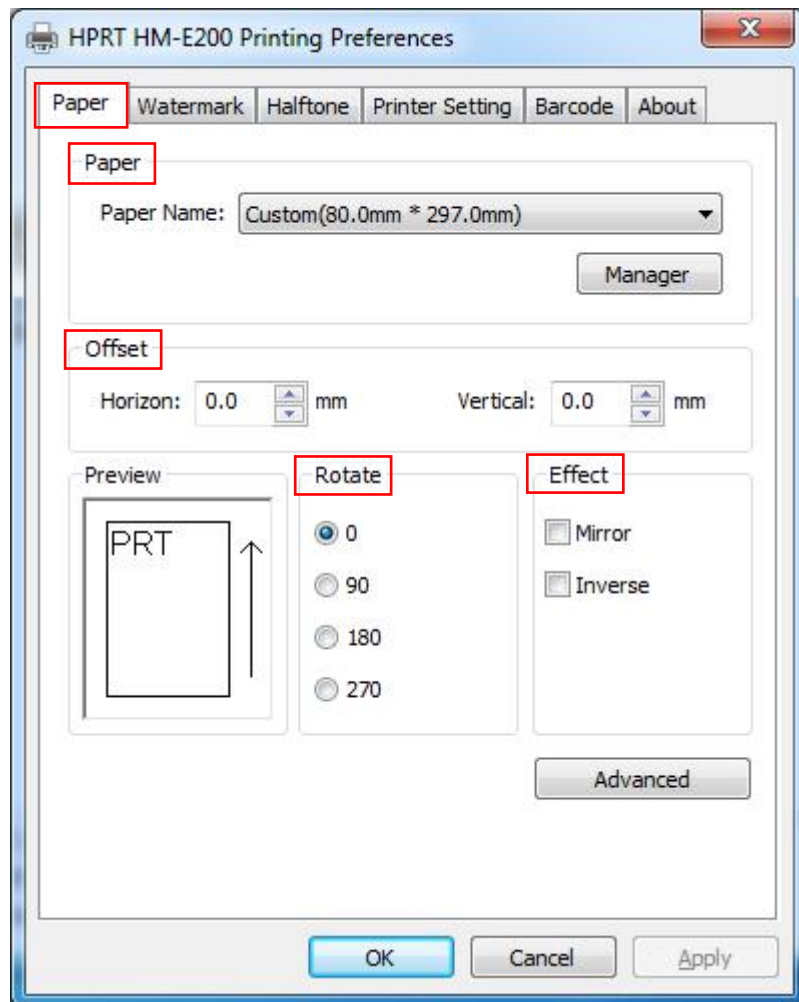 HPRT HM-E200 Printing Preferences
Paper Watermark Halftone Printer Setting Barcode About
Paper
Paper Name: Custom(80.0mm * 297.0mm)
Manager
Offset
Horizon: 0.0 mm Vertical: 0.0 mm
Preview Rotate Effect
PRT 0 Mirror
90 Inverse
180
270
Advanced
OK Cancel Apply